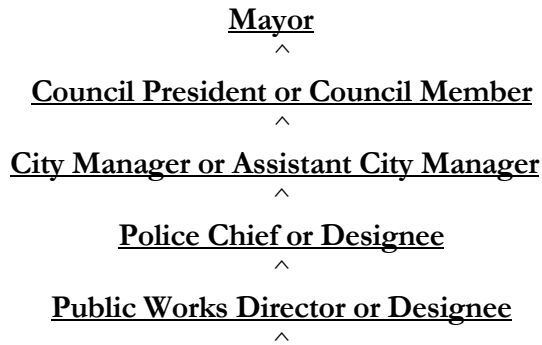 Mayor
^
Council President or Council Member
^
City Manager or Assistant City Manager
^
Police Chief or Designee
^
Public Works Director or Designee
^